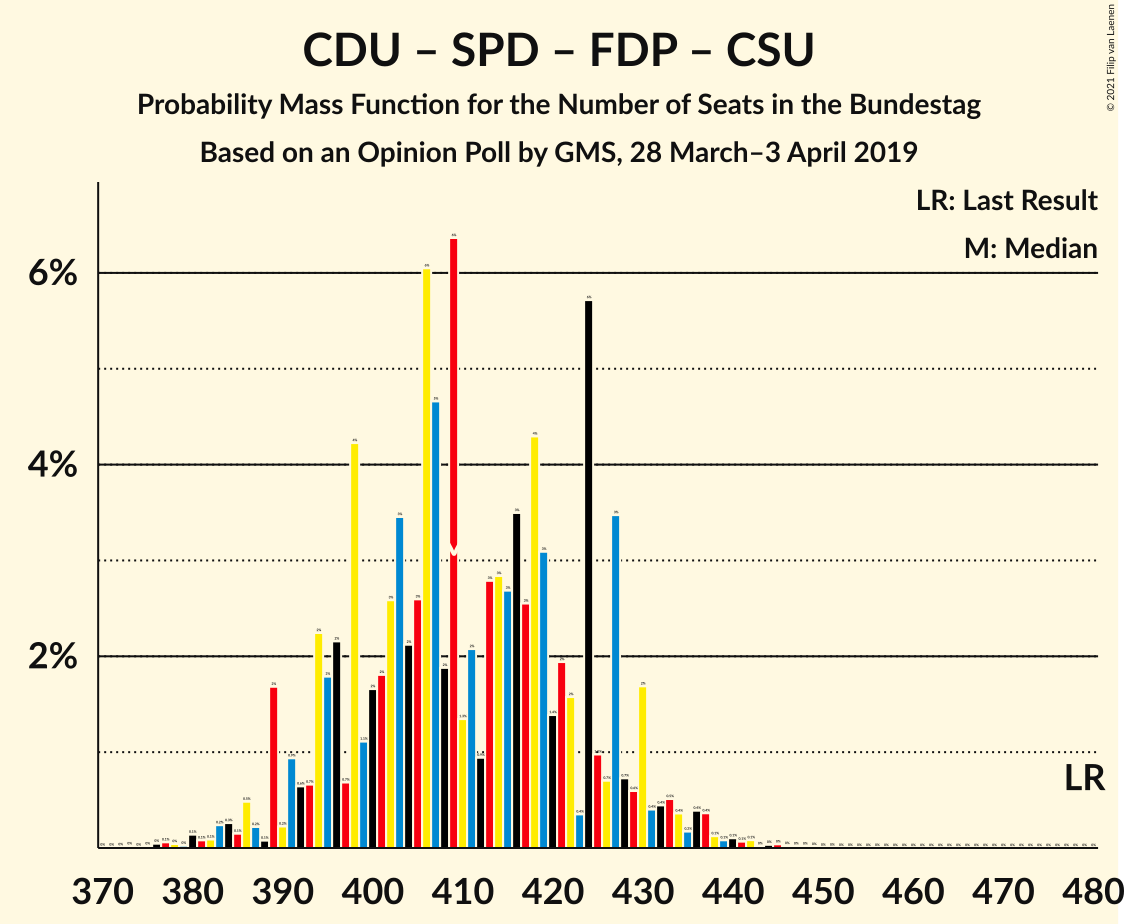 CDU – SPD – FDP – CSU
Probability Mass Function for the Number of Seats in the Bundestag
Based on an Opinion Poll by GMS, 28 March–3 April 2019
© 2021 Filip van Laenen
LR: Last Result
M: Median
6%
4%
2%
LR
M
370 380 390 400 410 420 430 440 450 460 470 480